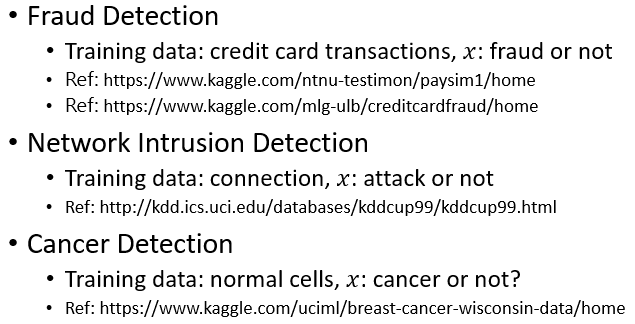 • Fraud Detection
• Training data: credit card transactions, 𝑥: fraud or not
• Ref: https://www.kaggle.com/ntnu-testimon/paysim1/home
• Ref: https://www.kaggle.com/mlg-ulb/creditcardfraud/home
• Network Intrusion Detection
• Training data: connection, 𝑥: attack or not
• Ref: http://kdd.ics.uci.edu/databases/kddcup99/kddcup99.html
• Cancer Detection
• Training data: normal cells, 𝑥: cancer or not?
• Ref: https://www.kaggle.com/uciml/breast-cancer-wisconsin-data/home